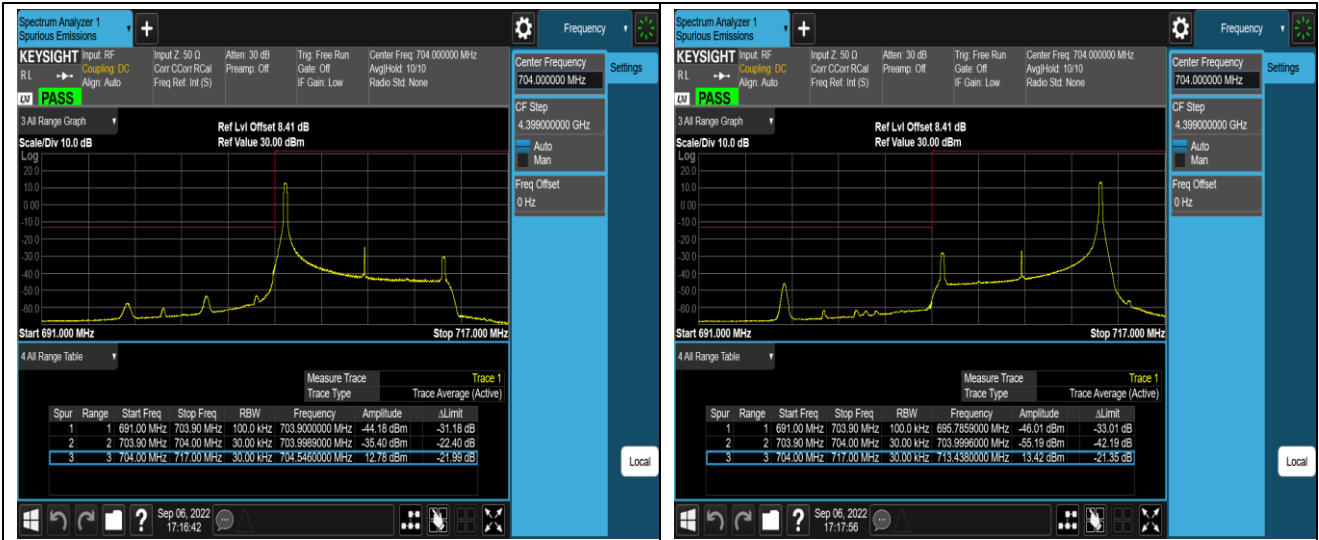 Spectrum Analyzer 1
Spurious Emissions
+
Frequency
KEYSIGHT
RL
Input: RF
Coupling: DC
Align: Auto
Input Z: 50 Ω
Corr CCorr RCal
Freq Ref: Int (S)
Atten: 30 dB
Preamp: Off
Trig: Free Run
Gate: Off
IF Gain: Low
Center Freq: 704.000000 MHz
Avg|Hold: 10/10
Radio Std: None
LXI PASS
Center Frequency
704.000000 MHz
Settings
CF Step
4.399000000 GHz
Auto
Man
Freq Offset
0 Hz
3 All Range Graph
Scale/Div 10.0 dB
Ref Lvl Offset 8.41 dB
Ref Value 30.00 dBm
Log
20.0
10.0
0.00
-10.0
-20.0
-30.0
-40.0
-50.0
-60.0
Start 691.000 MHz Stop 717.000 MHz
4 All Range Table
Measure Trace Trace 1
Trace Type Trace Average (Active)
Spur Range Start Freq Stop Freq RBW Frequency Amplitude ΔLimit
1 1 691.00 MHz 703.90 MHz 100.0 kHz 703.9000000 MHz -44.18 dBm -31.18 dB
2 2 703.90 MHz 704.00 MHz 30.00 kHz 703.9989000 MHz -35.40 dBm -22.40 dB
3 3 704.00 MHz 717.00 MHz 30.00 kHz 704.5460000 MHz 12.78 dBm -21.99 dB
Local
?
Sep 06, 2022
17:16:42
Spectrum Analyzer 1
Spurious Emissions
+
Frequency
KEYSIGHT
RL
Input: RF
Coupling: DC
Align: Auto
Input Z: 50 Ω
Corr CCorr RCal
Freq Ref: Int (S)
Atten: 30 dB
Preamp: Off
Trig: Free Run
Gate: Off
IF Gain: Low
Center Freq: 704.000000 MHz
Avg|Hold: 10/10
Radio Std: None
LXI PASS
Center Frequency
704.000000 MHz
Settings
CF Step
4.399000000 GHz
Auto
Man
Freq Offset
0 Hz
3 All Range Graph
Scale/Div 10.0 dB
Ref Lvl Offset 8.41 dB
Ref Value 30.00 dBm
Log
20.0
10.0
0.00
-10.0
-20.0
-30.0
-40.0
-50.0
-60.0
Start 691.000 MHz Stop 717.000 MHz
4 All Range Table
Measure Trace Trace 1
Trace Type Trace Average (Active)
Spur Range Start Freq Stop Freq RBW Frequency Amplitude ΔLimit
1 1 691.00 MHz 703.90 MHz 100.0 kHz 695.7859000 MHz -46.01 dBm -33.01 dB
2 2 703.90 MHz 704.00 MHz 30.00 kHz 703.9996000 MHz -55.19 dBm -42.19 dB
3 3 704.00 MHz 717.00 MHz 30.00 kHz 713.4380000 MHz 13.42 dBm -21.35 dB
Local
?
Sep 06, 2022
17:17:56